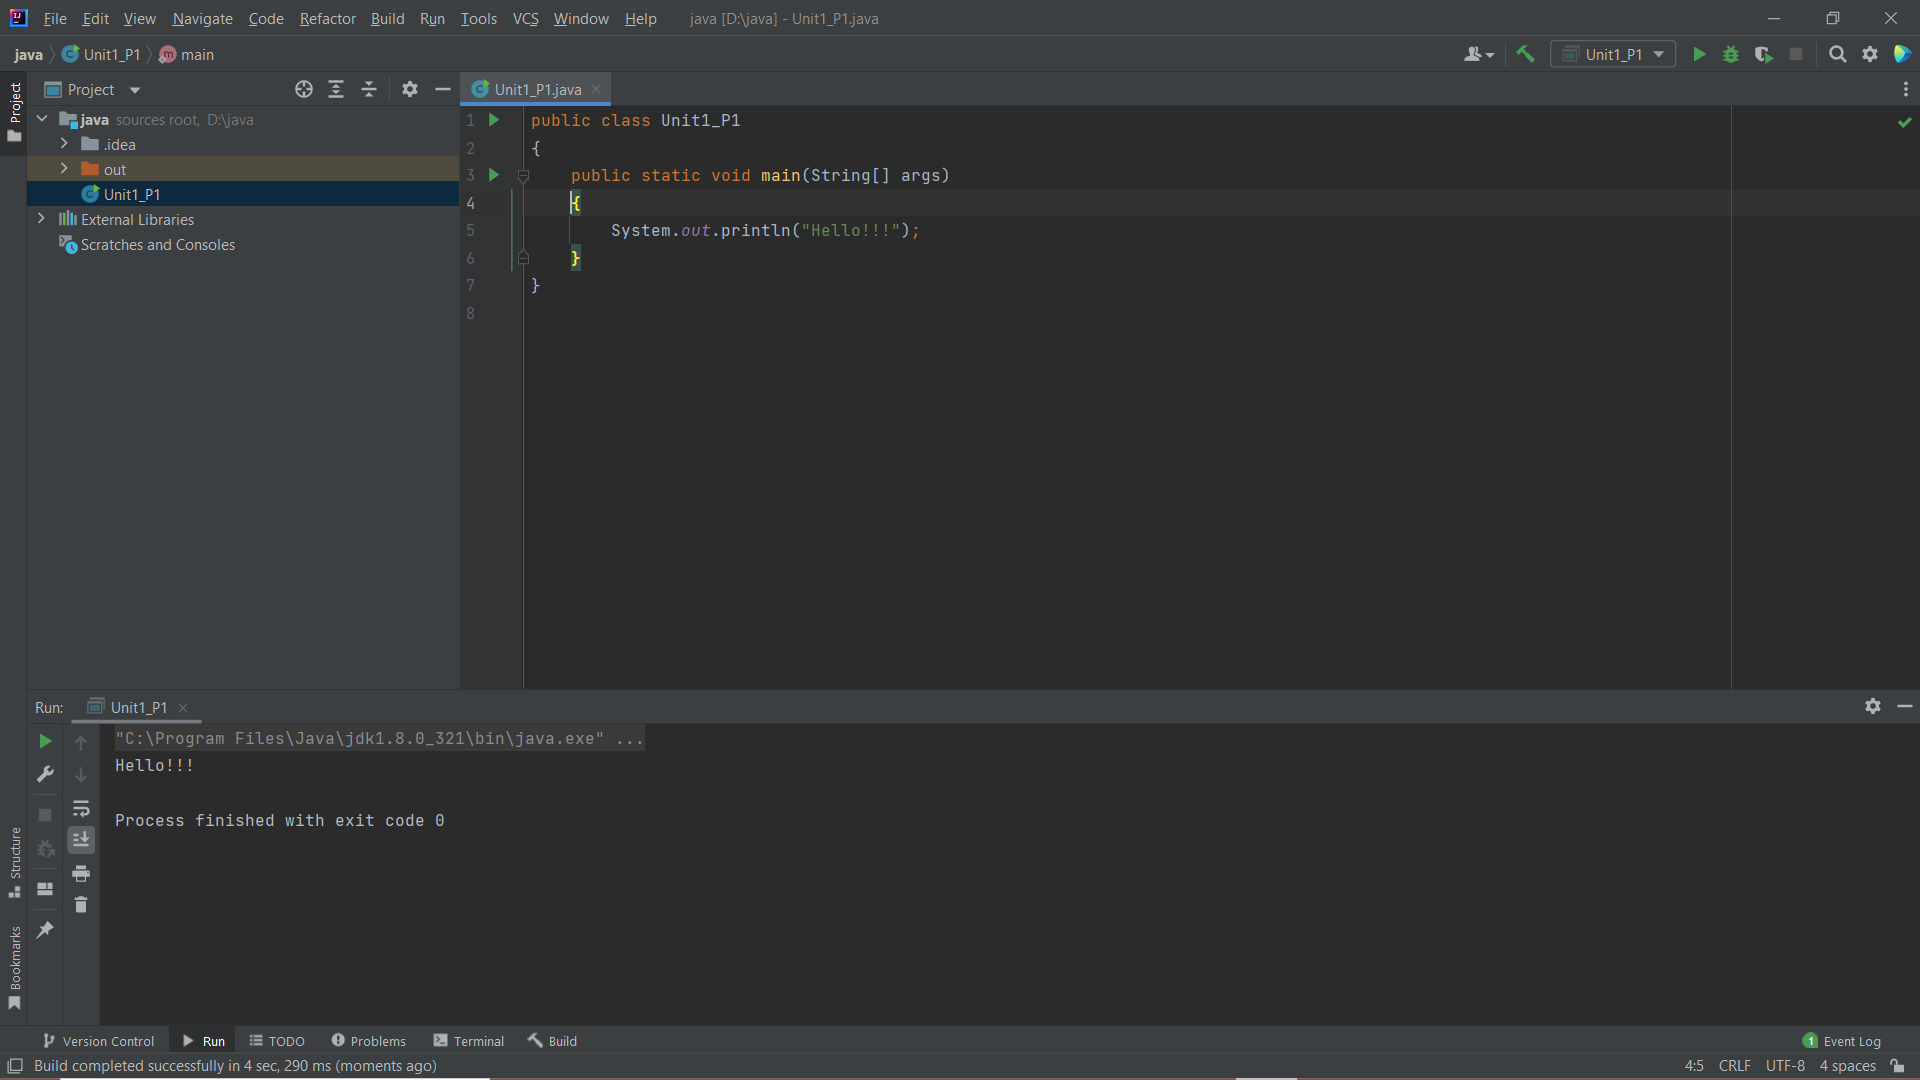 File Edit View Navigate Code Refactor Build Run Tools VCS Window Help java [D:\java] - Unit1_P1.java
java Unit1_P1 main Unit1_P1
Project
Project
java sources root, D:\java
.idea
out
Unit1_P1
External Libraries
Scratches and Consoles
Unit1_P1.java
1 public class Unit1_P1
2 {
3 public static void main(String[] args)
4 {
5 System.out.println("Hello!!!");
6 }
7 }
8
Run: Unit1_P1
"C:\Program Files\Java\jdk1.8.0_321\bin\java.exe" ...
Hello!!!
Process finished with exit code 0
Structure
Bookmarks
Version Control Run TODO Problems Terminal Build 1 Event Log
Build completed successfully in 4 sec, 290 ms (moments ago) 4:5 CRLF UTF-8 4 spaces